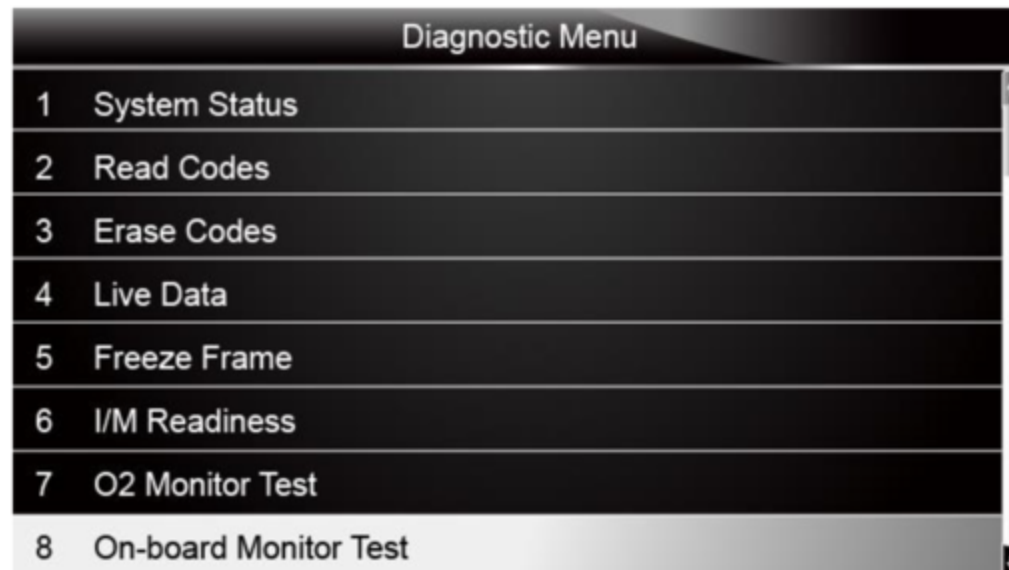 Diagnostic Menu
1 System Status
2 Read Codes
3 Erase Codes
4 Live Data
5 Freeze Frame
6 I/M Readiness
7 O2 Monitor Test
8 On-board Monitor Test